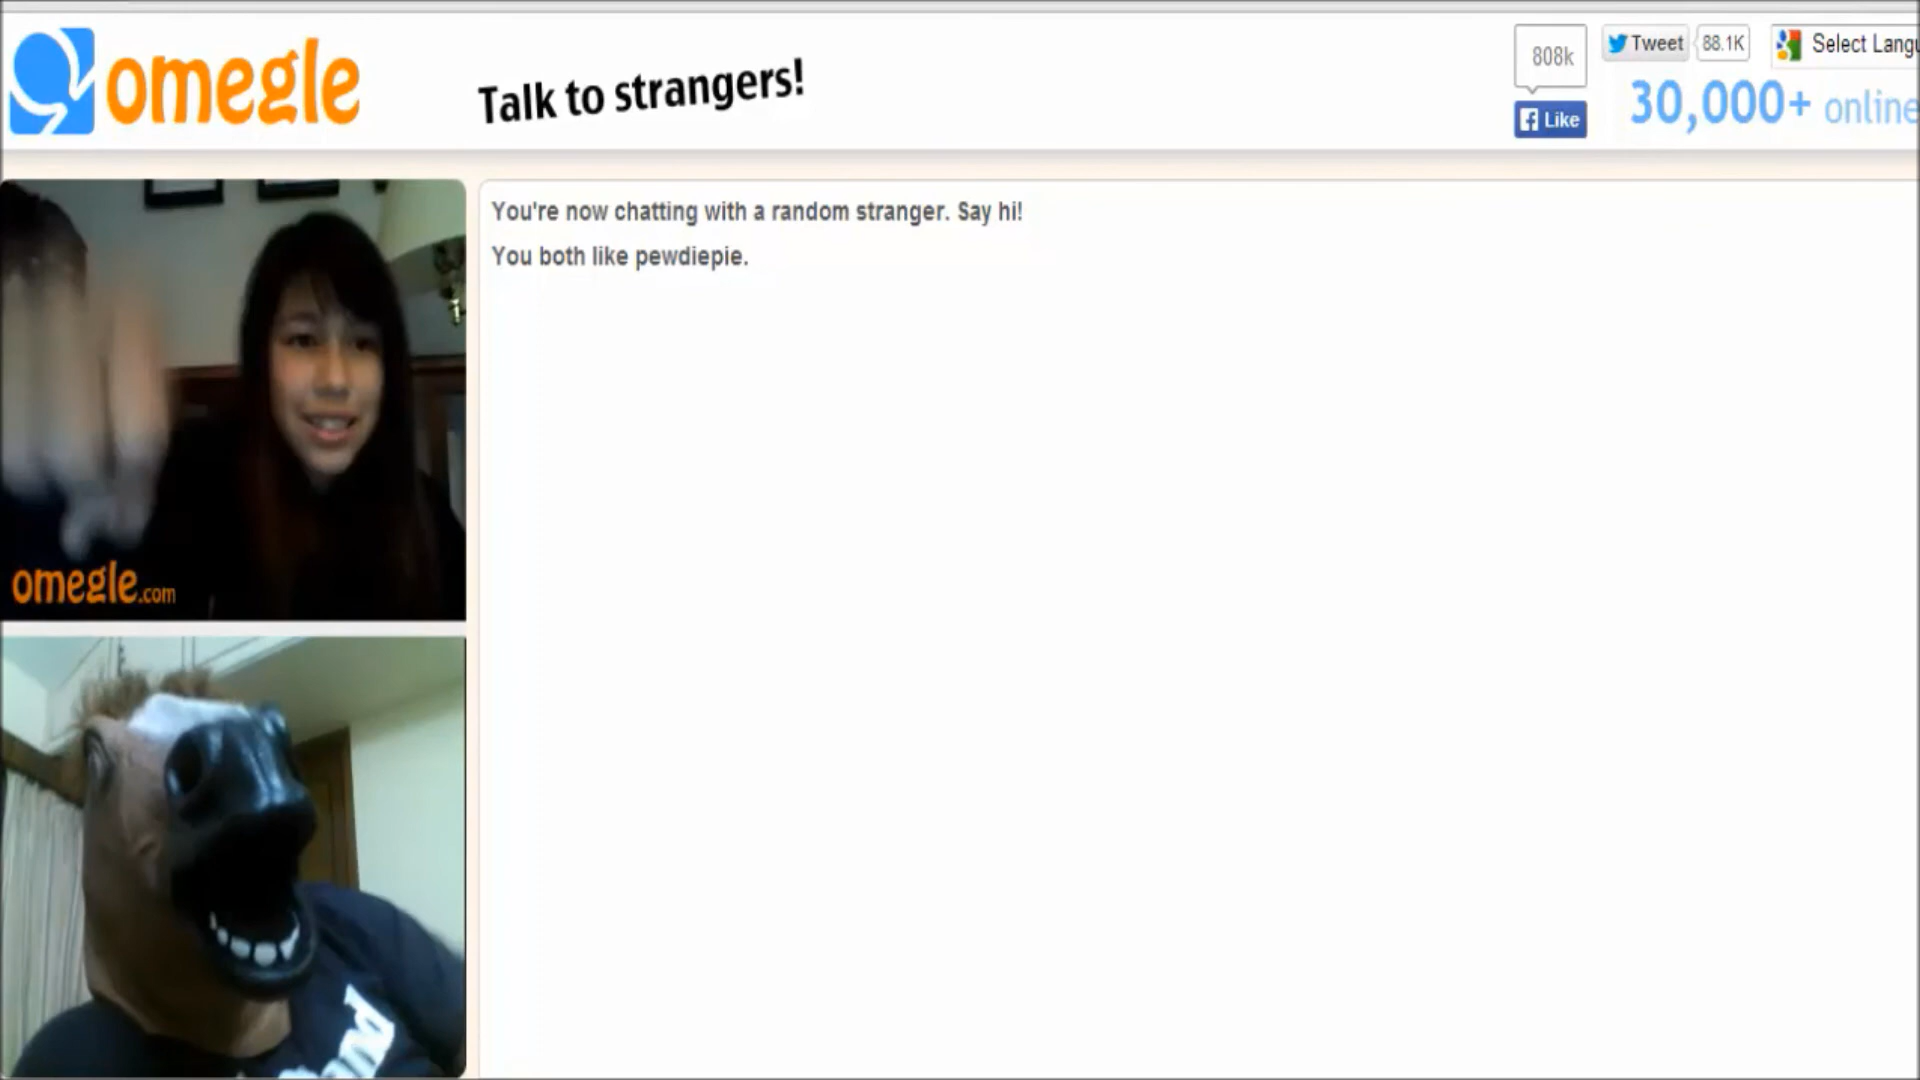 omegle
Talk to strangers!
808k
Like
Tweet
88.1K
Select Langu
30,000+ online
You're now chatting with a random stranger. Say hi!
You both like pewdiepie.
omegle.com